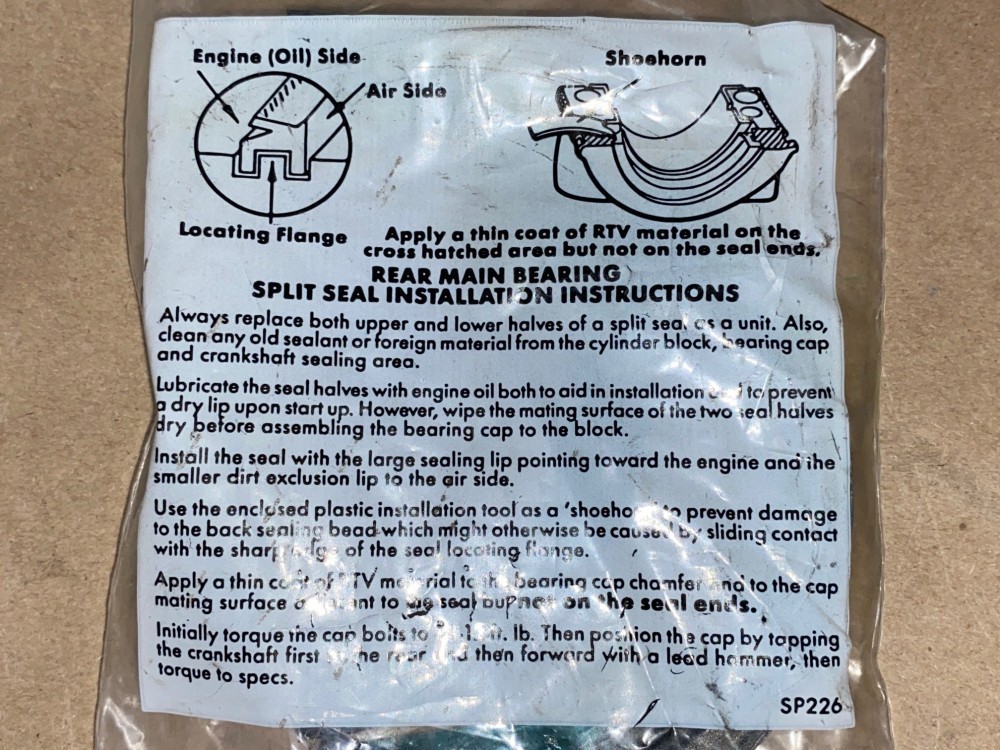 Engine (Oil) Side
Shoehorn
Air Side
Locating Flange
Apply a thin coat of RTV material on the
cross hatched area but not on the seal ends.
REAR MAIN BEARING
SPLIT SEAL INSTALLATION INSTRUCTIONS
Always replace both upper and lower halves of a split seal as a unit. Also,
clean any old sealant or foreign material from the cylinder block, bearing cap
and crankshaft sealing area.
Lubricate the seal halves with engine oil both to aid in installation to prevent
a dry lip upon start up. However, wipe the mating surface of the two seal halves
dry before assembling the bearing cap to the block.
Install the seal with the large sealing lip pointing toward the engine and the
smaller dirt exclusion lip to the air side.
Use the enclosed plastic installation tool as a 'shoehorn' to prevent damage
to the back sealing bead which might otherwise be caused by sliding contact
with the sharp edge of the seal locating flange.
Apply a thin coat of RTV material to the bearing cap chamfer and to the cap
mating surface adjacent to the seal but not on the seal ends.
Initially torque the cap bolts to ft. lb. Then position the cap by tapping
the crankshaft first the rear and then forward with a lead hammer, then
torque to specs.
SP226